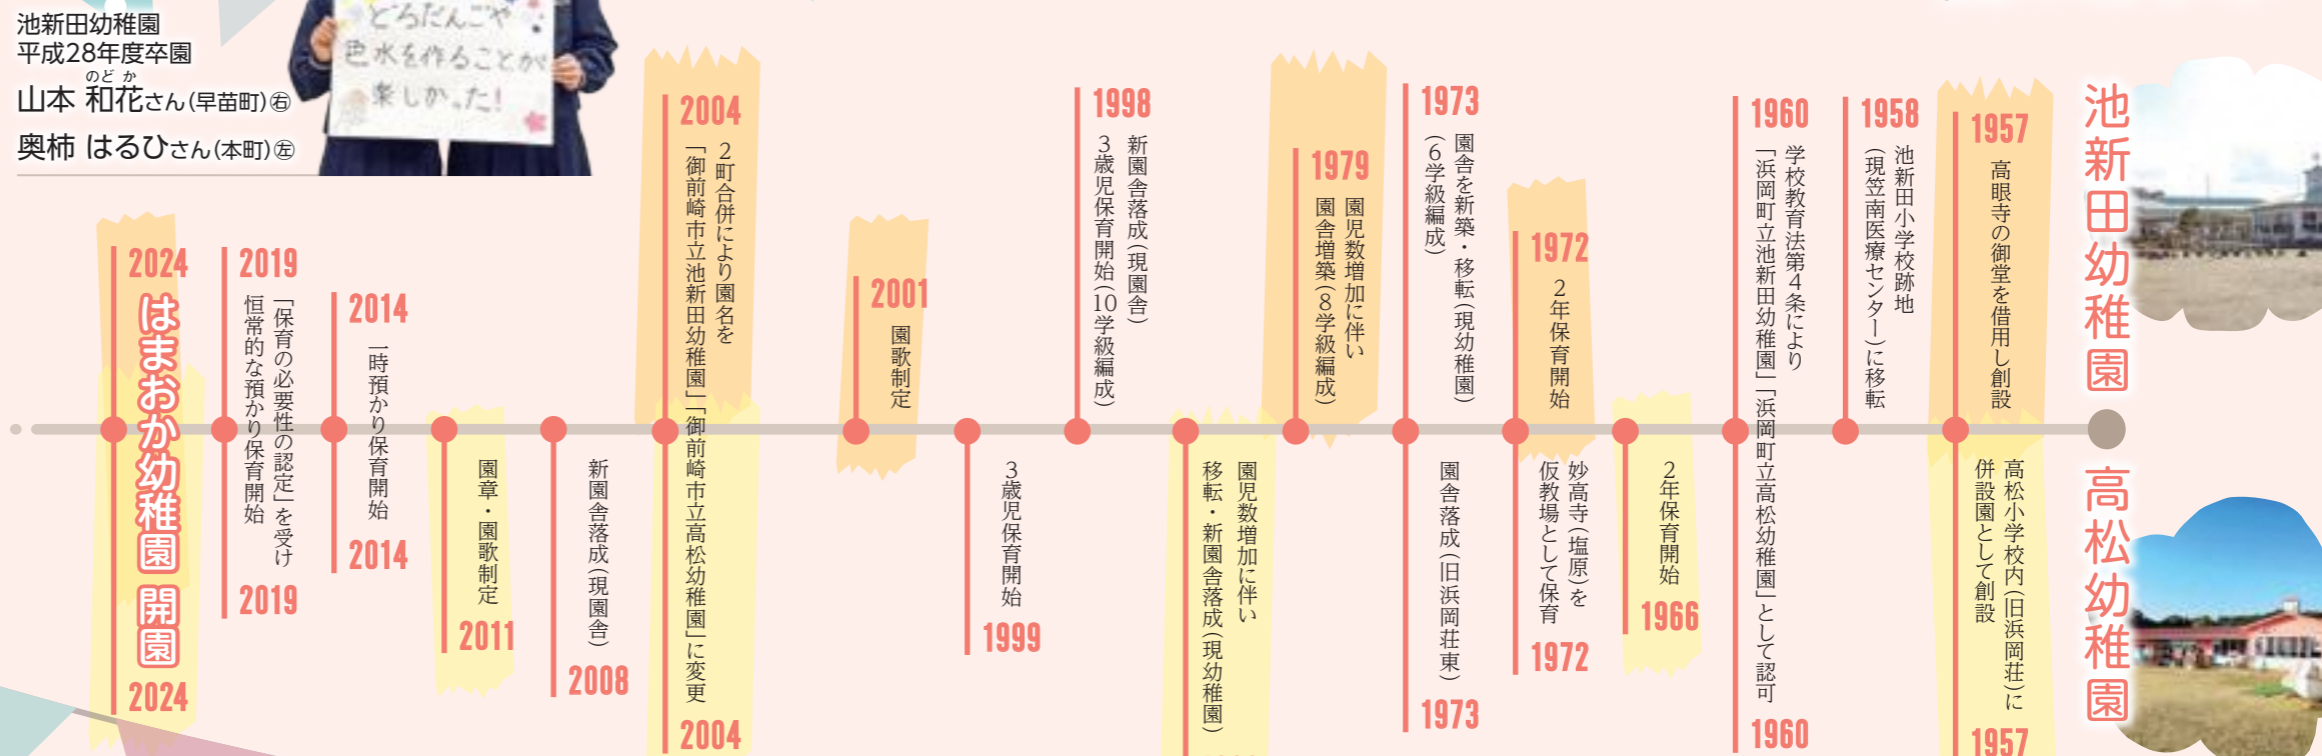 池新田幼稚園
平成28年度卒園
のどか
山本 和花さん(早苗町)㊨
奥柿 はるひさん(本町)㊧
どろだんごや
色水を作ることが
楽しかった!
池新田幼稚園
高松幼稚園
1957
高眼寺の御堂を借用し創設
高松小学校内(旧浜岡荘)に
併設園として創設
1957
1958
池新田小学校跡地
(現笠南医療センター)に移転
1960
学校教育法第4条により
「浜岡町立池新田幼稚園」「浜岡町立高松幼稚園」として認可
1960
2年保育開始
1966
1972
2年保育開始
妙高寺(塩原)を
仮教場として保育
1972
1973
園舎を新築・移転(現幼稚園)
(6学級編成)
園舎落成(旧浜岡荘東)
1973
1979
園児数増加に伴い
園舎増築(8学級編成)
園児数増加に伴い
移転・新園舎落成(現幼稚園)
1998
新園舎落成(現園舎)
3歳児保育開始(10学級編成)
3歳児保育開始
1999
2001
園歌制定
2004
2町合併により園名を
「御前崎市立池新田幼稚園」「御前崎市立高松幼稚園」に変更
2004
新園舎落成(現園舎)
2008
園章・園歌制定
2011
2014
一時預かり保育開始
2014
2019
「保育の必要性の認定」を受け
恒常的な預かり保育開始
2019
2024
はまおか幼稚園 開園
2024